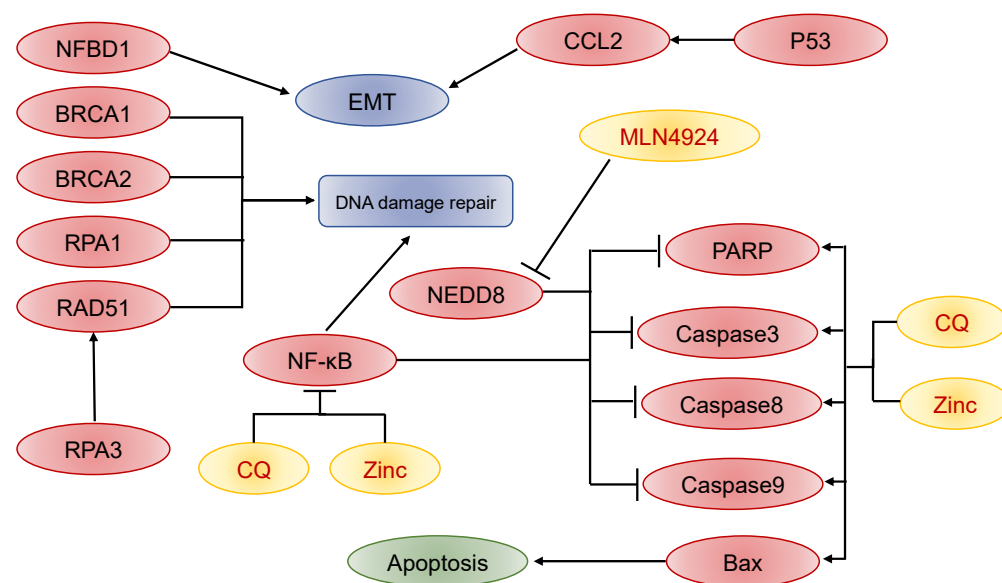 NFBD1
CCL2
P53
EMT
BRCA1
MLN4924
BRCA2
DNA damage repair
RPA1
PARP
NEDD8
RAD51
CQ
Caspase3
NF-κB
Caspase8
Zinc
RPA3
CQ
Zinc
Caspase9
Apoptosis
Bax